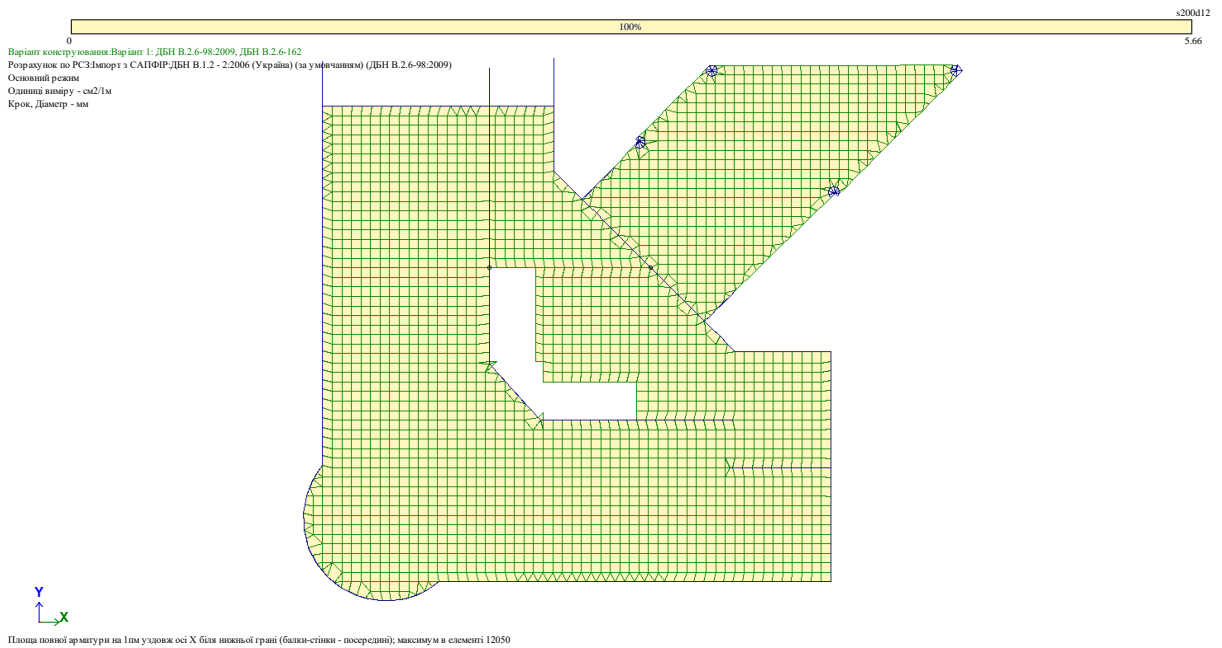 s200d12
100%
0
5.66
Варіант конструювання:Варіант 1: ДБН В.2.6-98:2009, ДБН В.2.6-162
Розрахунок по РСЗ:Імпорт з САПФІР:ДБН В.1.2 - 2:2006 (Україна) (за умовчанням) (ДБН В.2.6-98:2009)
Основний режим
Одиниці виміру - см2/1м
Крок, Діаметр - мм
Y
X
Площа повної арматури на 1пм уздовж осі X біля нижньої грані (балки-стінки - посередині); максимум в елементі 12050